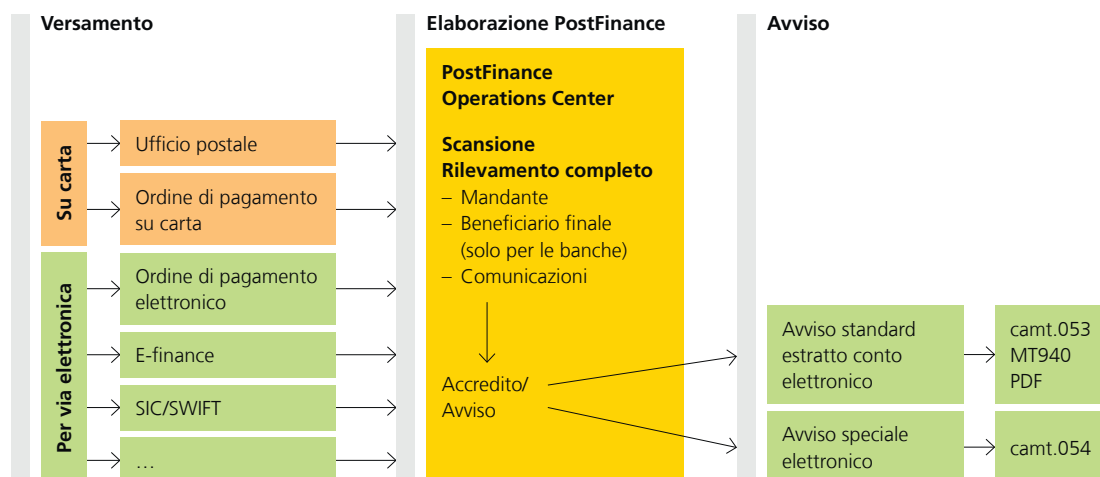 Versamento
Elaborazione PostFinance
Avviso
Su carta
Ufficio postale
Ordine di pagamento
su carta
Per via elettronica
Ordine di pagamento
elettronico
E-finance
SIC/SWIFT
…
PostFinance
Operations Center
Scansione
Rilevamento completo
– Mandante
– Beneficiario finale
(solo per le banche)
– Comunicazioni
Accredito/
Avviso
Avviso standard
estratto conto
elettronico
camt.053
MT940
PDF
Avviso speciale
elettronico
camt.054